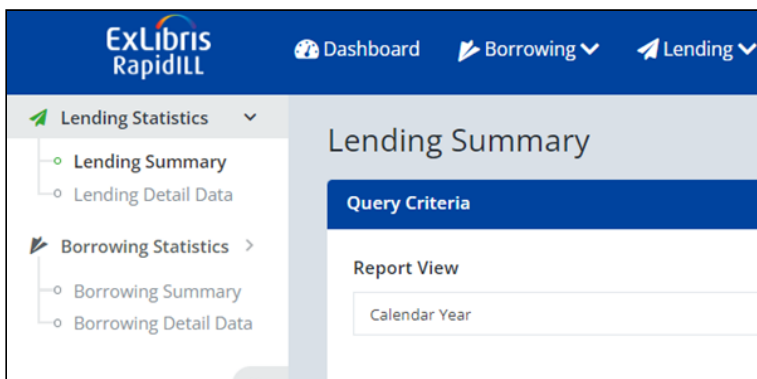 ExLibris
RapidILL
Dashboard
Borrowing
Lending
Lending Statistics
Lending Summary
Lending Detail Data
Borrowing Statistics
Borrowing Summary
Borrowing Detail Data
Lending Summary
Query Criteria
Report View
Calendar Year